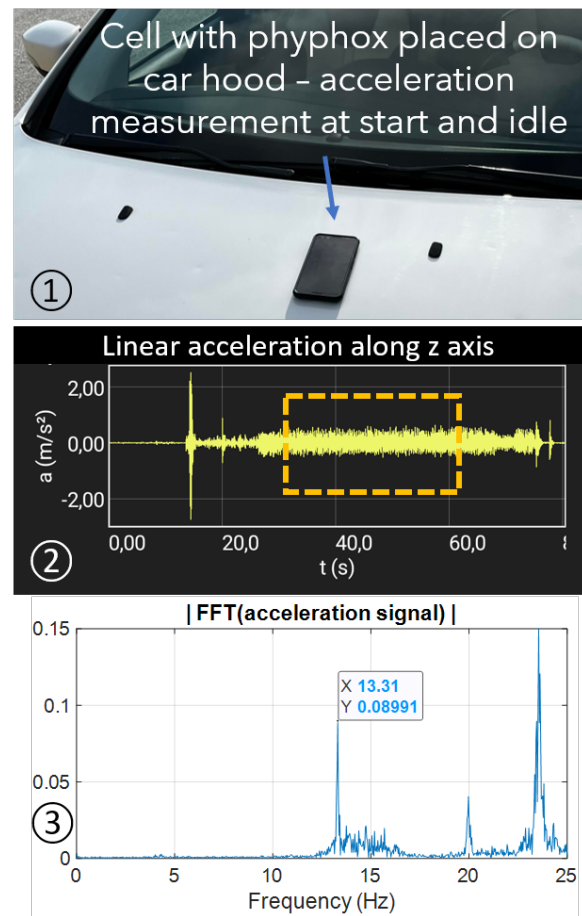 Cell with phyphox placed on
car hood – acceleration
measurement at start and idle
①
Linear acceleration along z axis
2,00
0,00
-2,00
a (m/s²)
0,00
20,0
40,0
60,0
t (s)
②
| FFT(acceleration signal) |
0.15
0.1
0.05
0
X 13.31
Y 0.08991
③
0
5
10
15
20
25
Frequency (Hz)